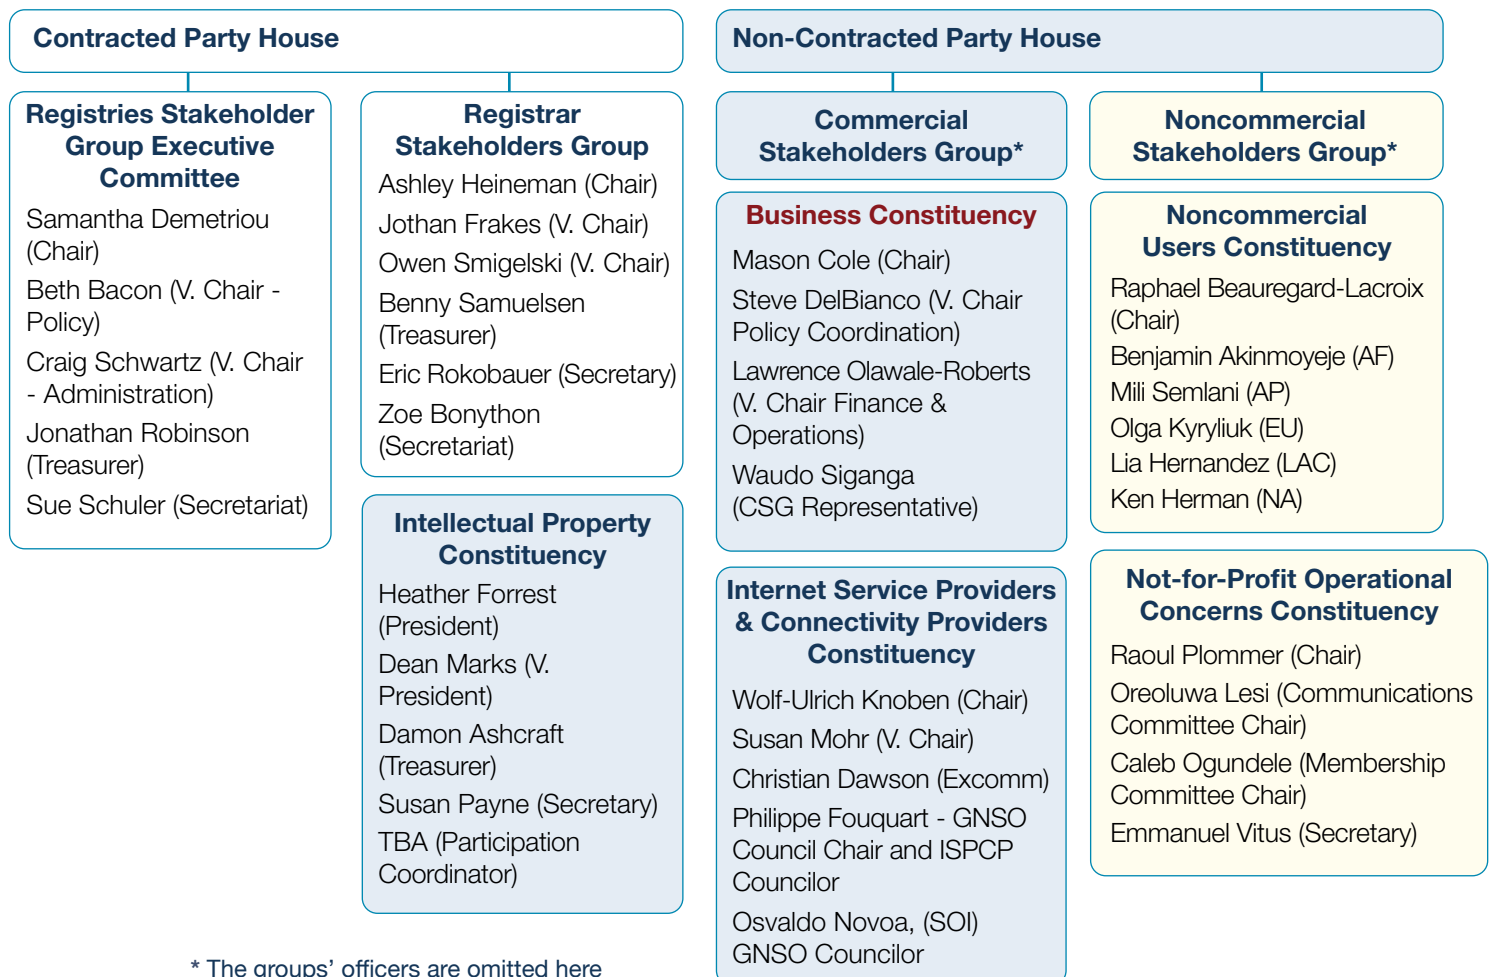 Contracted Party House
Non-Contracted Party House
Registries Stakeholder
Group Executive
Committee
Samantha Demetriou
(Chair)
Beth Bacon (V. Chair -
Policy)
Craig Schwartz (V. Chair
- Administration)
Jonathan Robinson
(Treasurer)
Sue Schuler (Secretariat)
Registrar
Stakeholders Group
Ashley Heineman (Chair)
Jothan Frakes (V. Chair)
Owen Smigelski (V. Chair)
Benny Samuelsen
(Treasurer)
Eric Rokobauer (Secretary)
Zoe Bonython
(Secretariat)
Intellectual Property
Constituency
Heather Forrest
(President)
Dean Marks (V.
President)
Damon Ashcraft
(Treasurer)
Susan Payne (Secretary)
TBA (Participation
Coordinator)
Commercial
Stakeholders Group*
Business Constituency
Mason Cole (Chair)
Steve DelBianco (V. Chair
Policy Coordination)
Lawrence Olawale-Roberts
(V. Chair Finance &
Operations)
Waudo Siganga
(CSG Representative)
Internet Service Providers
& Connectivity Providers
Constituency
Wolf-Ulrich Knoben (Chair)
Susan Mohr (V. Chair)
Christian Dawson (Excomm)
Philippe Fouquart - GNSO
Council Chair and ISPCP
Councilor
Osvaldo Novoa, (SOI)
GNSO Councilor
Noncommercial
Stakeholders Group*
Noncommercial
Users Constituency
Raphael Beauregard-Lacroix
(Chair)
Benjamin Akinmoyeje (AF)
Mili Semlani (AP)
Olga Kyryliuk (EU)
Lia Hernandez (LAC)
Ken Herman (NA)
Not-for-Profit Operational
Concerns Constituency
Raoul Plommer (Chair)
Oreoluwa Lesi (Communications
Committee Chair)
Caleb Ogundele (Membership
Committee Chair)
Emmanuel Vitus (Secretary)
* The groups' officers are omitted here